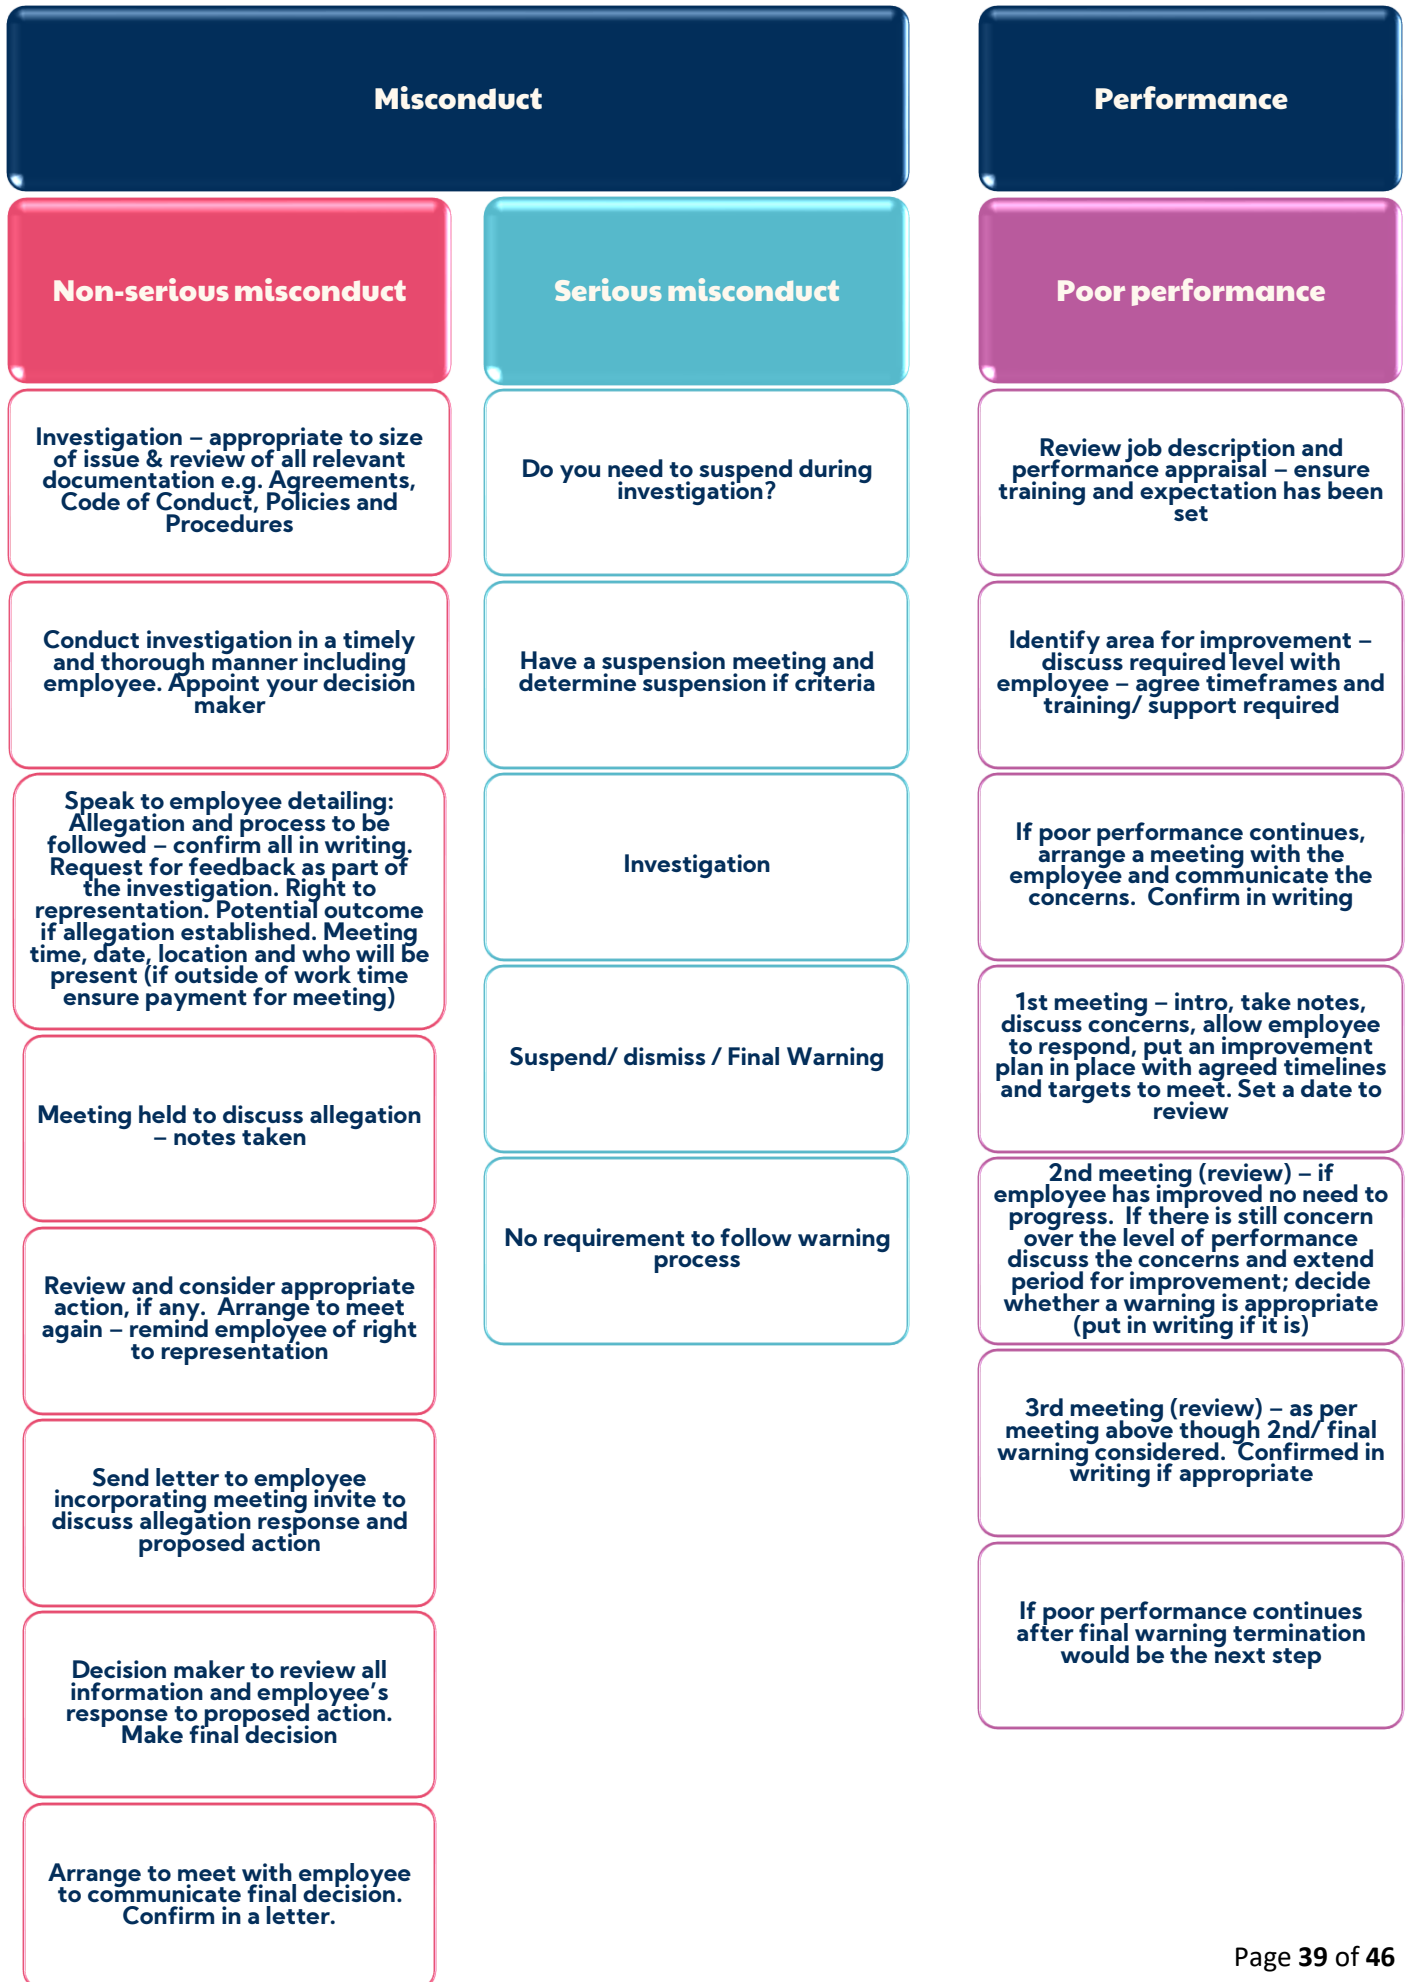 Misconduct
Performance
Non-serious misconduct
Serious misconduct
Poor performance
Investigation – appropriate to size
of issue & review of all relevant
documentation e.g. Agreements,
Code of Conduct, Policies and
Procedures
Conduct investigation in a timely
and thorough manner including
employee. Appoint your decision
maker
Speak to employee detailing:
Allegation and process to be
followed – confirm all in writing.
Request for feedback as part of
the investigation. Right to
representation. Potential outcome
if allegation established. Meeting
time, date, location and who will be
present (if outside of work time
ensure payment for meeting)
Meeting held to discuss allegation
– notes taken
Review and consider appropriate
action, if any. Arrange to meet
again – remind employee of right
to representation
Send letter to employee
incorporating meeting invite to
discuss allegation response and
proposed action
Decision maker to review all
information and employee’s
response to proposed action.
Make final decision
Arrange to meet with employee
to communicate final decision.
Confirm in a letter.
Do you need to suspend during
investigation?
Have a suspension meeting and
determine suspension if criteria
Investigation
Suspend/ dismiss / Final Warning
No requirement to follow warning
process
Review job description and
performance appraisal – ensure
training and expectation has been
set
Identify area for improvement –
discuss required level with
employee – agree timeframes and
training/ support required
If poor performance continues,
arrange a meeting with the
employee and communicate the
concerns. Confirm in writing
1st meeting – intro, take notes,
discuss concerns, allow employee
to respond, put an improvement
plan in place with agreed timelines
and targets to meet. Set a date to
review
2nd meeting (review) – if
employee has improved no need to
progress. If there is still concern
over the level of performance
discuss the concerns and extend
period for improvement; decide
whether a warning is appropriate
(put in writing if it is)
3rd meeting (review) – as per
meeting above though 2nd/ final
warning considered. Confirmed in
writing if appropriate
If poor performance continues
after final warning termination
would be the next step
Page 39 of 46